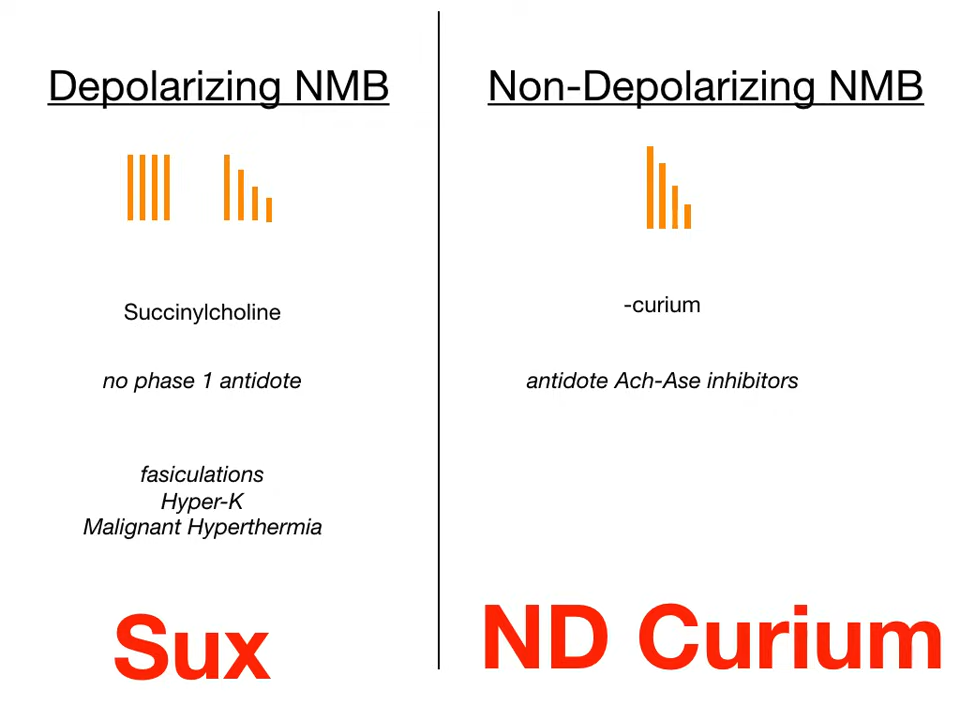 Depolarizing NMB
Succinylcholine
no phase 1 antidote
fasiculations
Hyper-K
Malignant Hyperthermia
Sux
Non-Depolarizing NMB
-curium
antidote Ach-Ase inhibitors
ND Curium